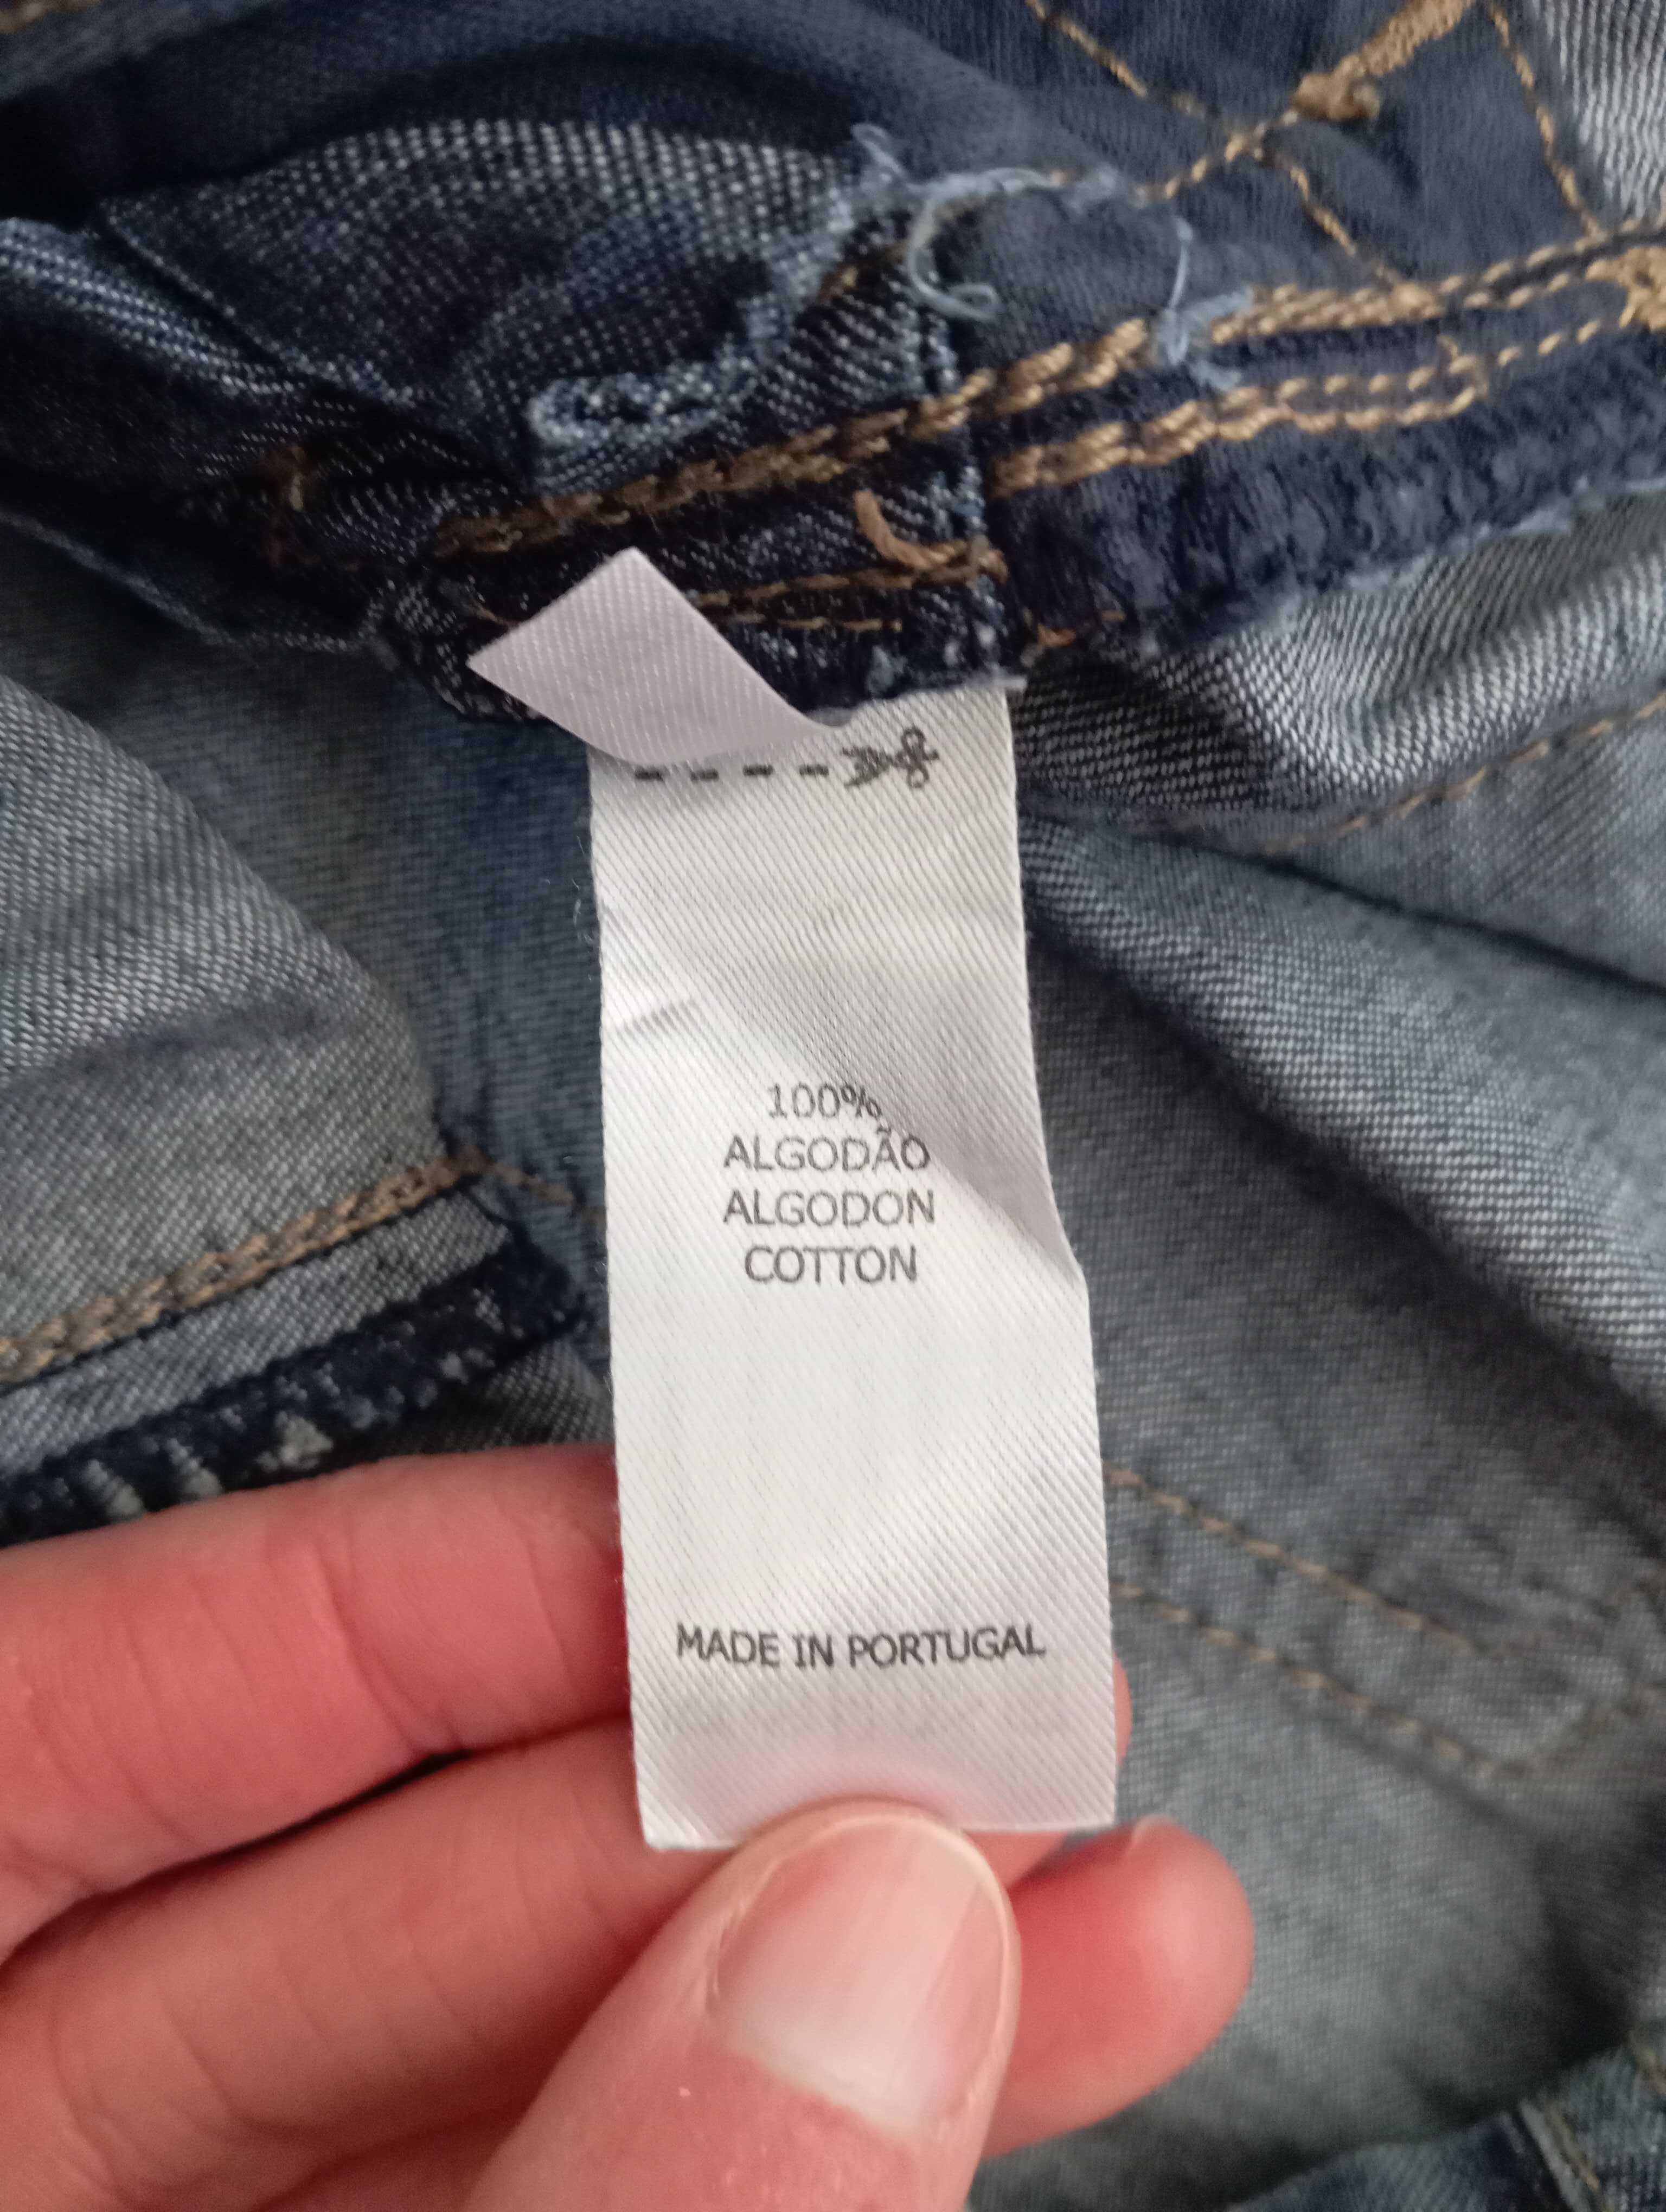 100%
ALGODÃO
ALGODON
COTTON
MADE IN PORTUGAL